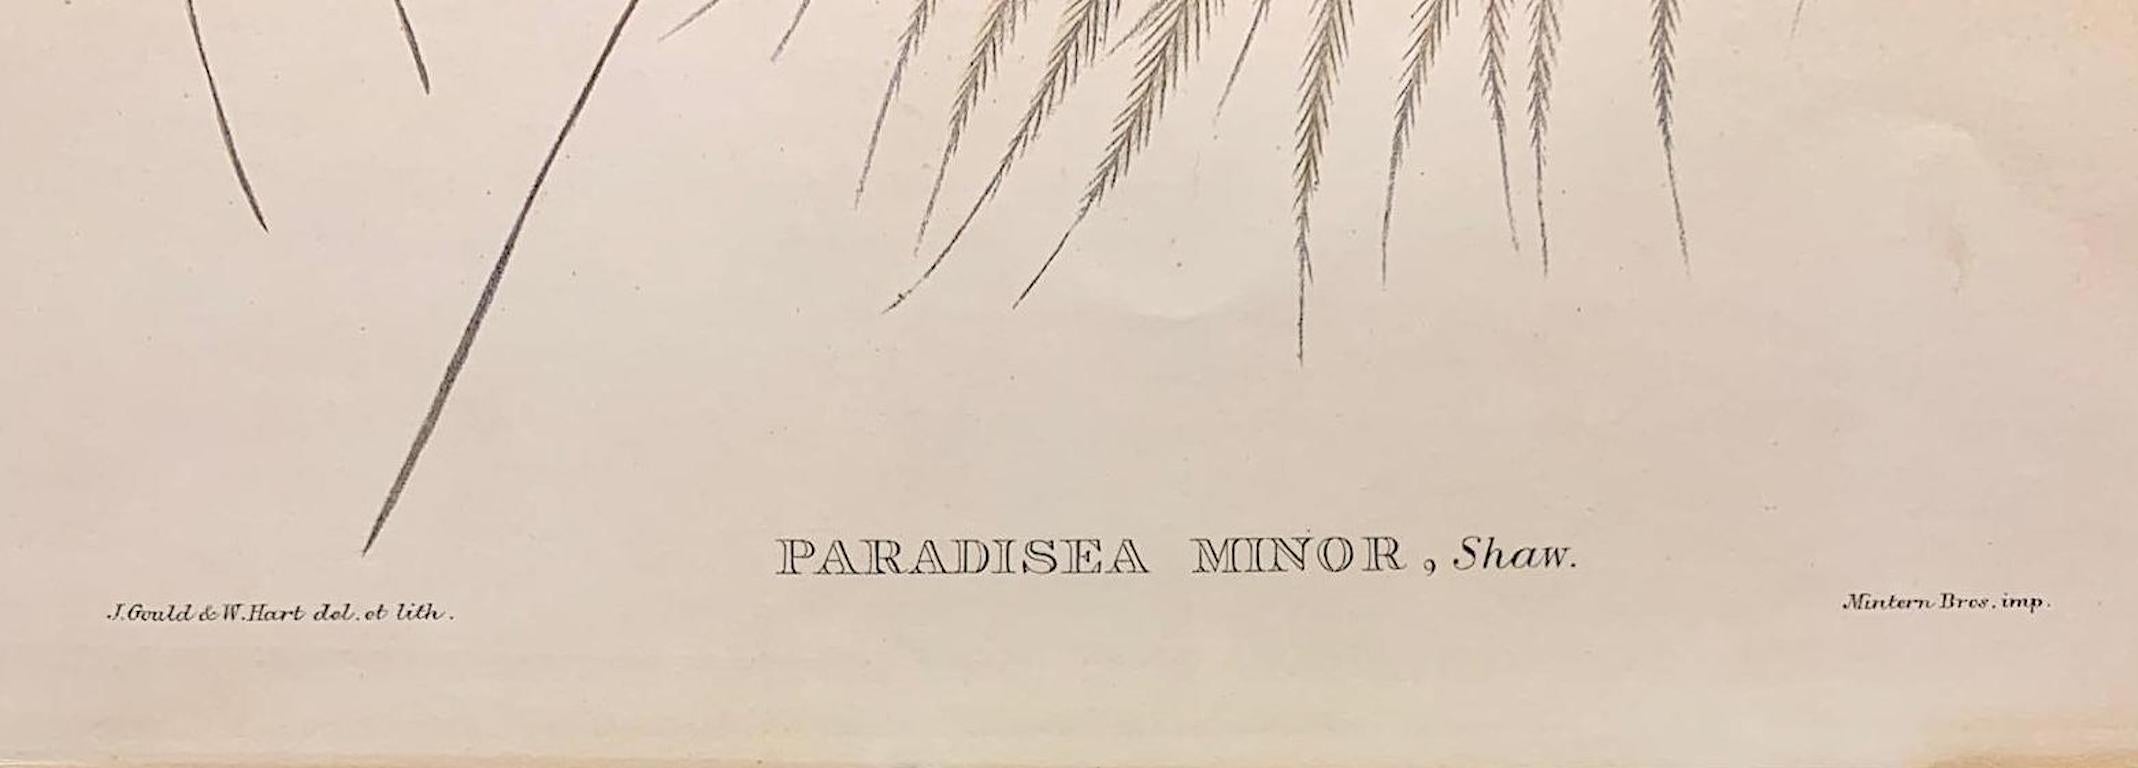 PARADISEA MINOR, Shaw.
J. Gould & W. Hart del. et lith.
Mintern Bros. imp.